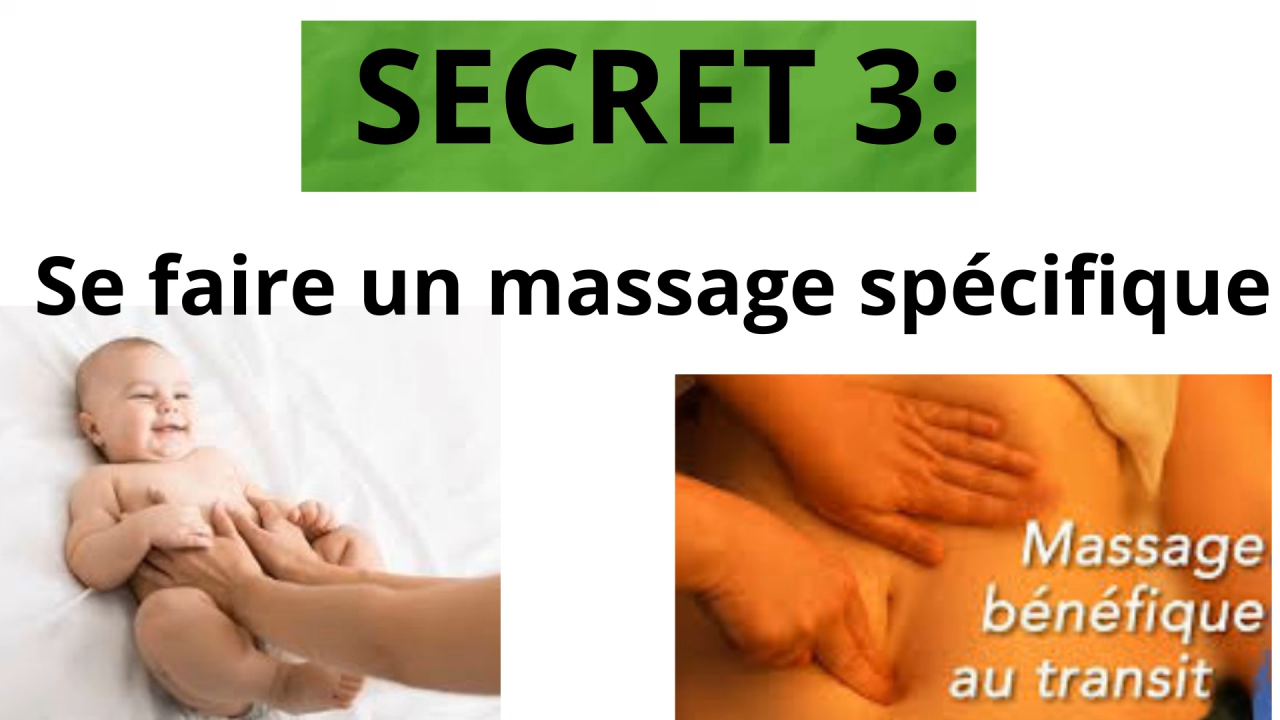 SECRET 3:
Se faire un massage spécifique
Massage
bénéfique
au transit